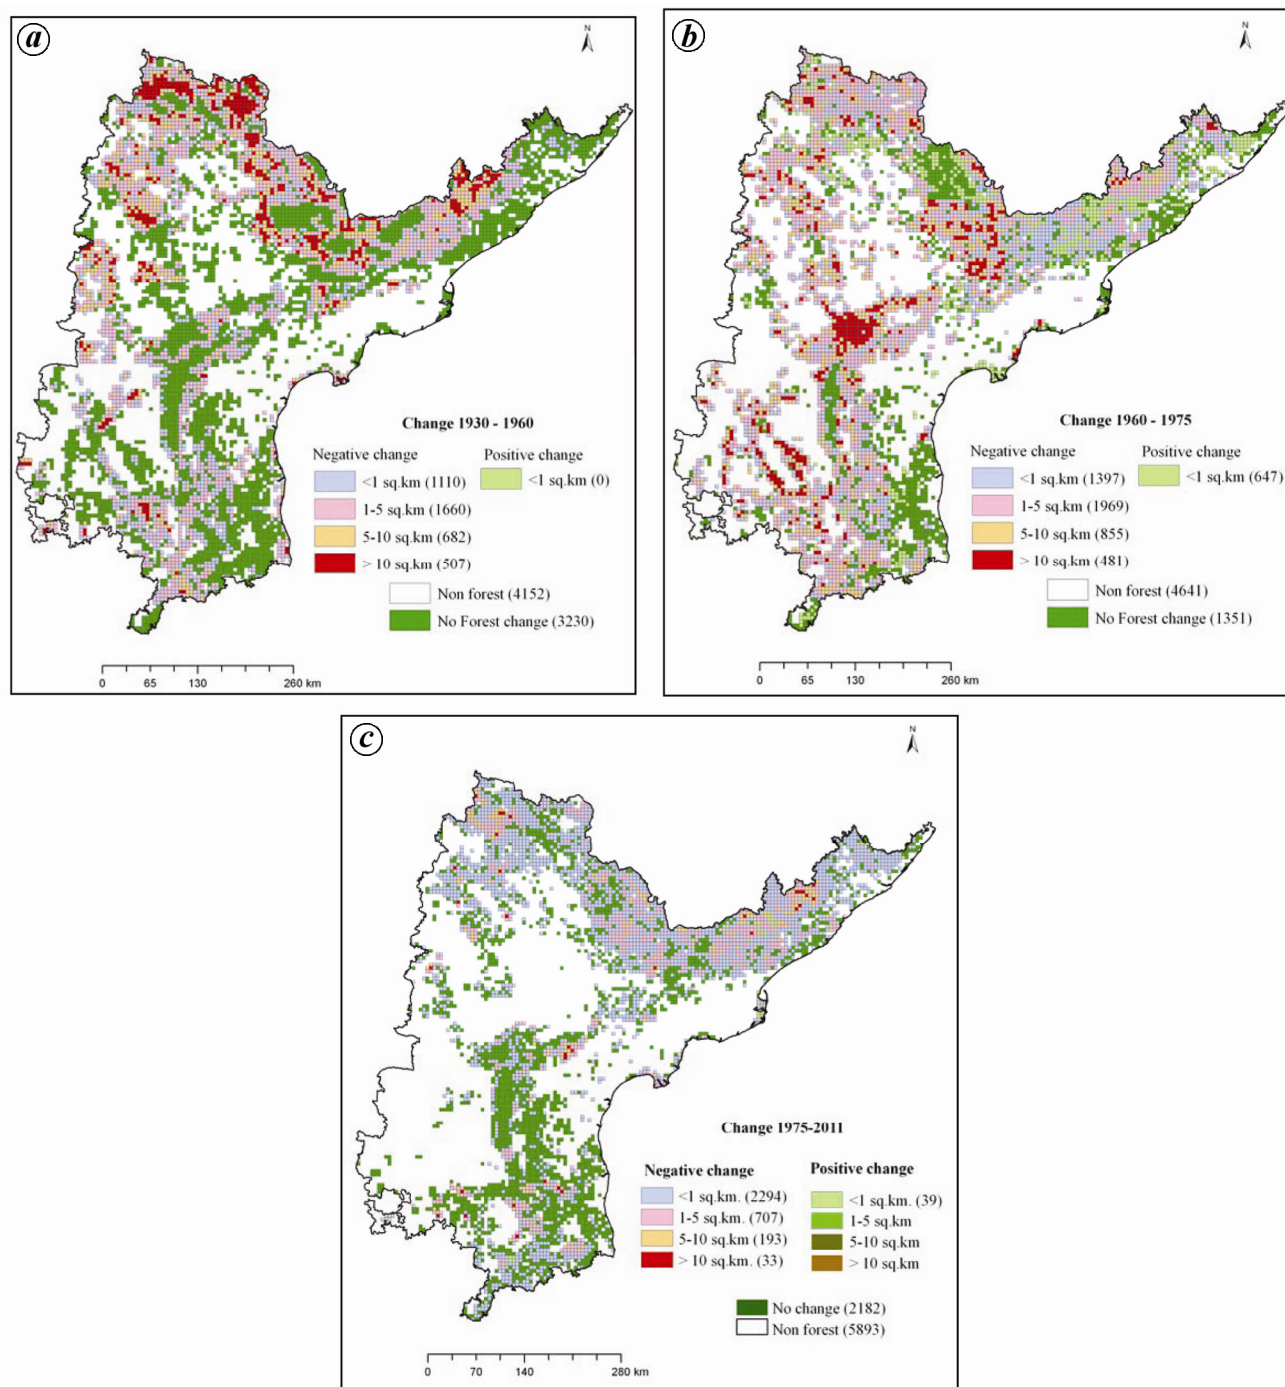 a
N
Change 1930 - 1960
Negative change
Positive change
<1 sq.km (1110)
<1 sq.km (0)
1-5 sq.km (1660)
5-10 sq.km (682)
> 10 sq.km (507)
Non forest (4152)
No Forest change (3230)
0 65 130 260 km
b
N
Change 1960 - 1975
Negative change
Positive change
<1 sq.km (1397)
<1 sq.km (647)
1-5 sq.km (1969)
5-10 sq.km (855)
> 10 sq.km (481)
Non forest (4641)
No Forest change (1351)
0 65 130 260 km
c
N
Change 1975-2011
Negative change
Positive change
<1 sq.km. (2294)
<1 sq.km. (39)
1-5 sq.km. (707)
1-5 sq.km
5-10 sq.km (193)
5-10 sq.km
> 10 sq.km. (33)
> 10 sq.km
No change (2182)
Non forest (5893)
0 70 140 280 km